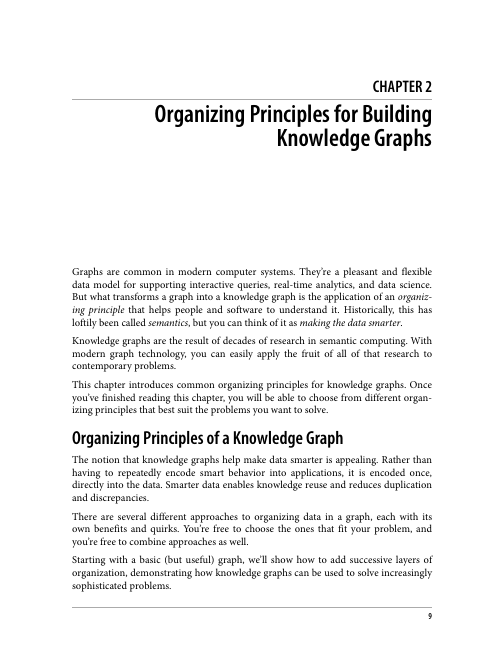 CHAPTER 2
Organizing Principles for Building
Knowledge Graphs
Graphs are common in modern computer systems. They're a pleasant and flexible
data model for supporting interactive queries, real-time analytics, and data science.
But what transforms a graph into a knowledge graph is the application of an organiz-
ing principle that helps people and software to understand it. Historically, this has
loftily been called semantics, but you can think of it as making the data smarter.
Knowledge graphs are the result of decades of research in semantic computing. With
modern graph technology, you can easily apply the fruit of all of that research to
contemporary problems.
This chapter introduces common organizing principles for knowledge graphs. Once
you've finished reading this chapter, you will be able to choose from different organ-
izing principles that best suit the problems you want to solve.
Organizing Principles of a Knowledge Graph
The notion that knowledge graphs help make data smarter is appealing. Rather than
having to repeatedly encode smart behavior into applications, it is encoded once,
directly into the data. Smarter data enables knowledge reuse and reduces duplication
and discrepancies.
There are several different approaches to organizing data in a graph, each with its
own benefits and quirks. You're free to choose the ones that fit your problem, and
you're free to combine approaches as well.
Starting with a basic (but useful) graph, we'll show how to add successive layers of
organization, demonstrating how knowledge graphs can be used to solve increasingly
sophisticated problems.
9